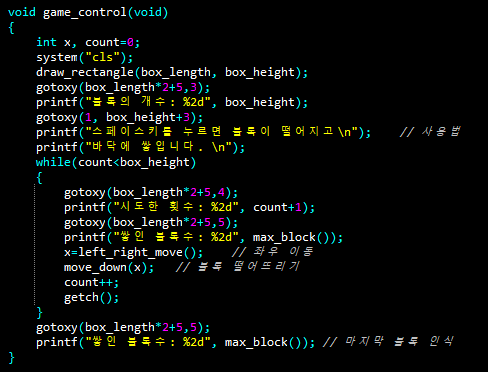 void game_control(void)
{
    int x, count=0;
    system("cls");
    draw_rectangle(box_length, box_height);
    gotoxy(box_length*2+5,3);
    printf("블록의 개수: %2d", box_height);
    gotoxy(1, box_height+3);
    printf("스페이스키를 누르면 블록이 떨어지고\n");    // 사용법
    printf("바닥에 쌓입니다. \n");
    while(count<box_height)
    {
        gotoxy(box_length*2+5,4);
        printf("시도한 횟수: %2d", count+1);
        gotoxy(box_length*2+5,5);
        printf("쌓인 블록수: %2d", max_block());
        x=left_right_move();    // 좌우 이동
        move_down(x);   // 블록 떨어뜨리기
        count++;
        getch();
    }
    gotoxy(box_length*2+5,5);
    printf("쌓인 블록수: %2d", max_block()); // 마지막 블록 인식
}